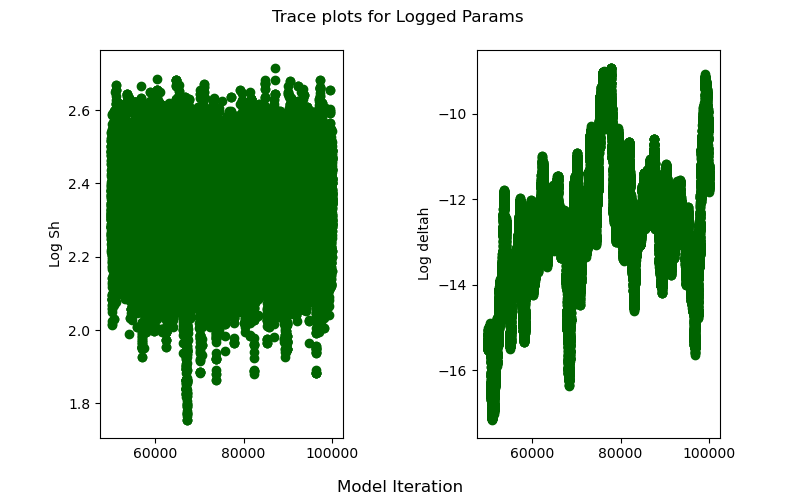 Trace plots for Logged Params
Log Sh
2.6
2.4
2.2
2.0
1.8
60000 80000 100000
Log deltah
−10
−12
−14
−16
60000 80000 100000
Model Iteration